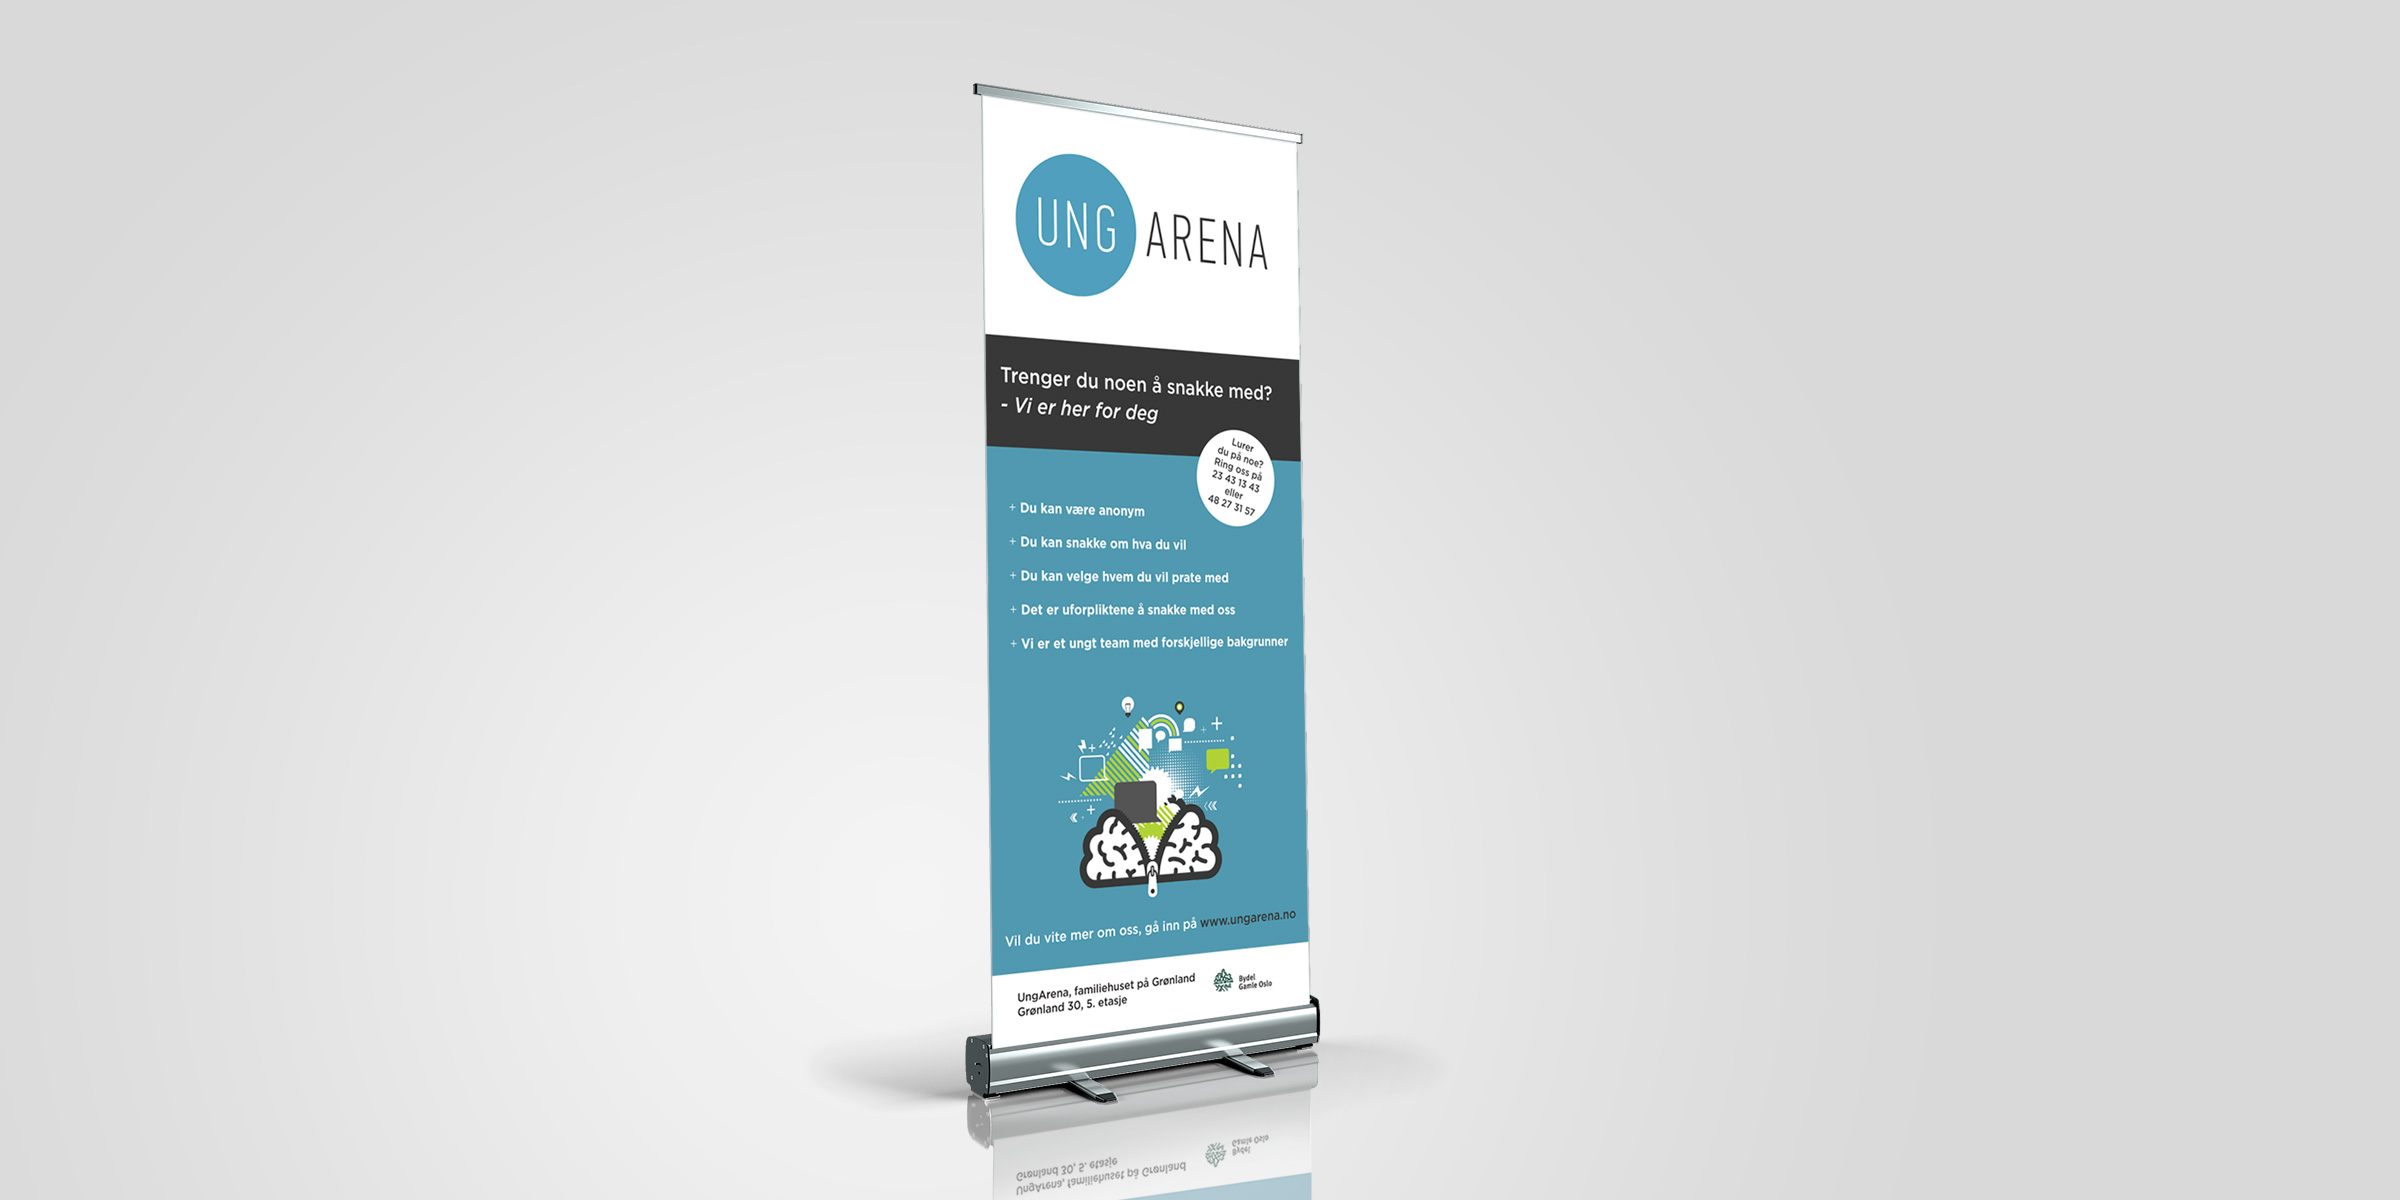 UNG ARENA
Trenger du noen å snakke med?
- Vi er her for deg
Lurer
du på noe?
Ring oss på
23 43 13 43
eller
48 27 31 57
+ Du kan være anonym
+ Du kan snakke om hva du vil
+ Du kan velge hvem du vil prate med
+ Det er uforpliktene å snakke med oss
+ Vi er et ungt team med forskjellige bakgrunner
Vil du vite mer om oss, gå inn på www.ungarena.no
UngArena, familiehuset på Grønland
Grønland 30, 5. etasje
Bydel
Gamle Oslo